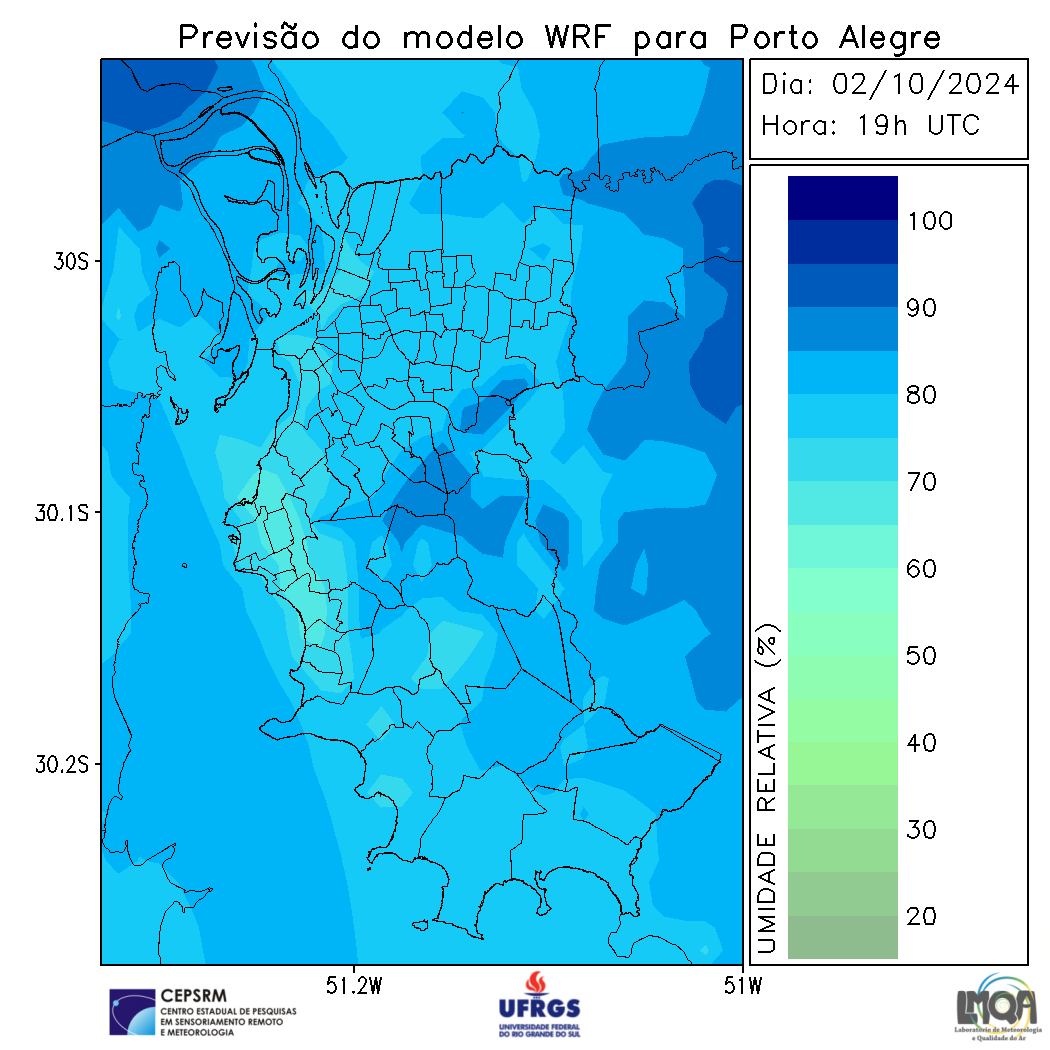 Previsão do modelo WRF para Porto Alegre
Dia: 02/10/2024
Hora: 19h UTC
30S
30.1S
30.2S
51.2W
51W
UMIDADE RELATIVA (%)
100
90
80
70
60
50
40
30
20
CEPSRM
CENTRO ESTADUAL DE PESQUISAS
EM SENSORIAMENTO REMOTO
E METEOROLOGIA
UFRGS
UNIVERSIDADE FEDERAL
DO RIO GRANDE DO SUL
LMQA
Laboratório de Meteorologia
e Qualidade do Ar